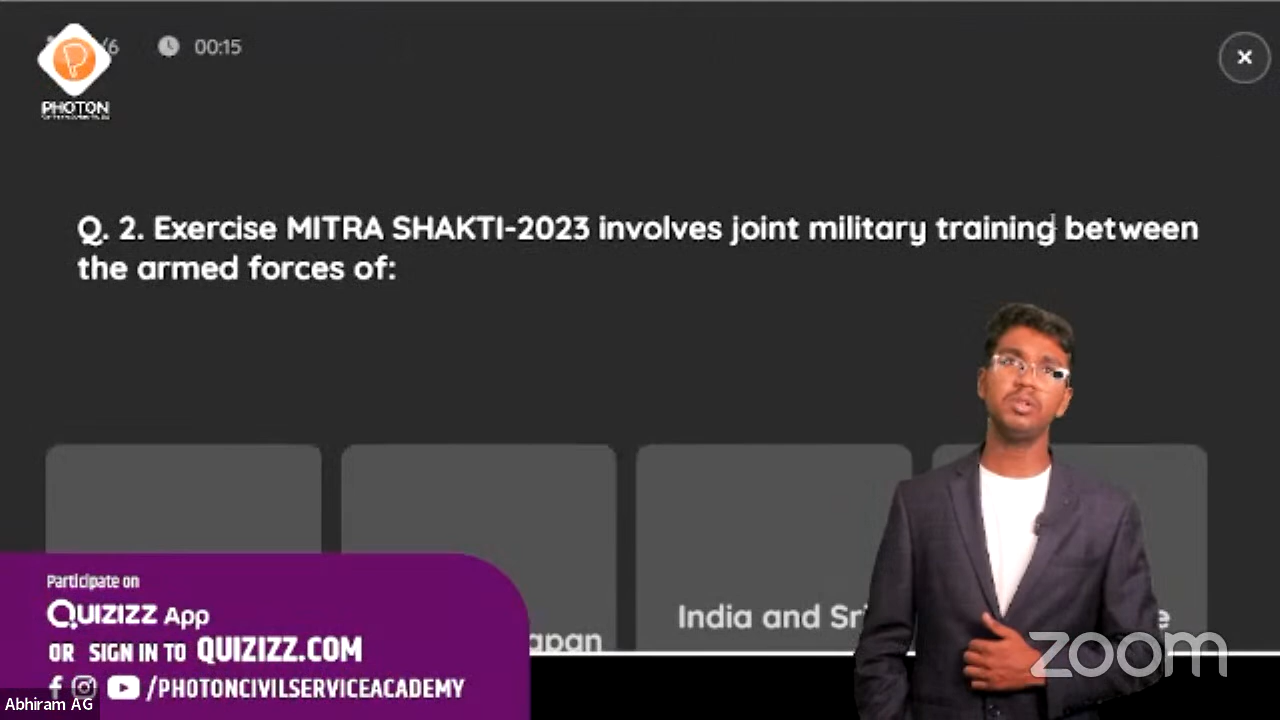 /6
00:15
PHOTON
Q. 2. Exercise MITRA SHAKTI-2023 involves joint military training between
the armed forces of:
India and Sri
Participate on
QUIZIZZ App
OR SIGN IN TO QUIZIZZ.COM
/PHOTONCIVILSERVICEACADEMY
Abhiram AG
zoom